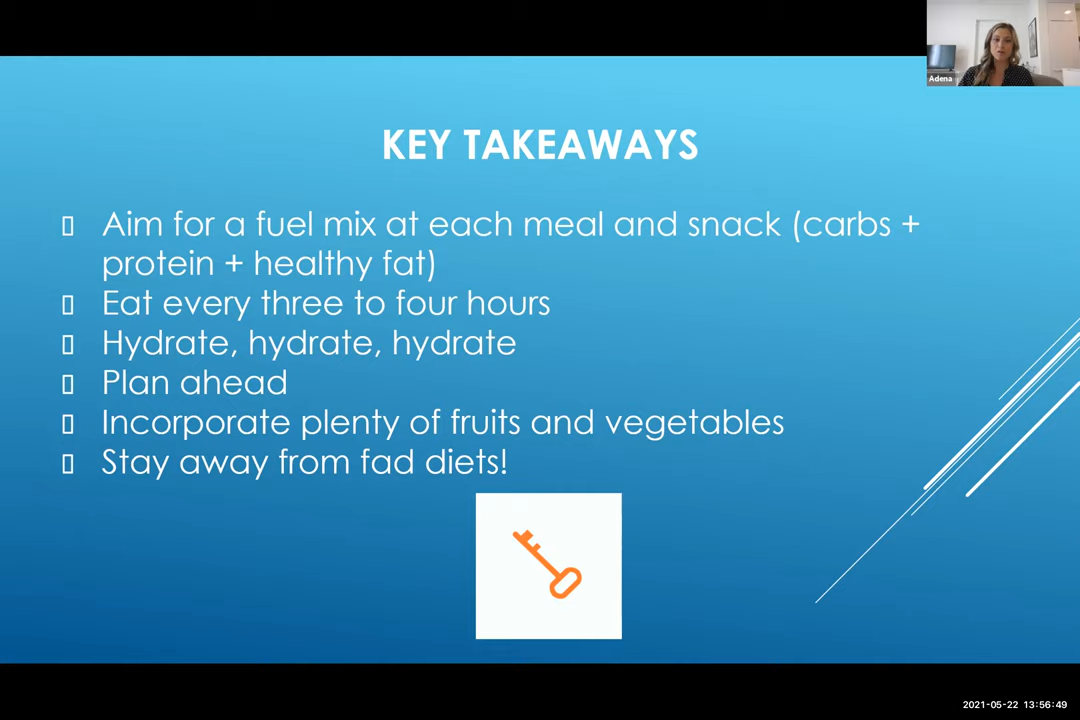 Adena
KEY TAKEAWAYS
Aim for a fuel mix at each meal and snack (carbs +
protein + healthy fat)
Eat every three to four hours
Hydrate, hydrate, hydrate
Plan ahead
Incorporate plenty of fruits and vegetables
Stay away from fad diets!
2021-05-22 13:56:49